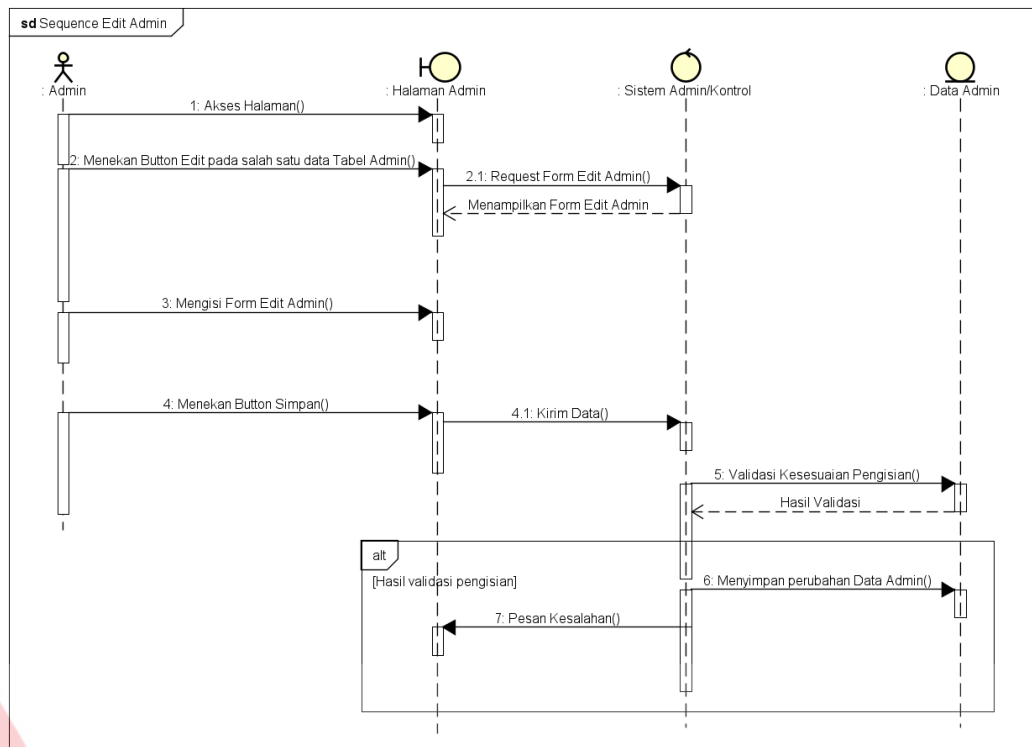 sd Sequence Edit Admin
: Admin
: Halaman Admin
: Sistem Admin/Kontrol
: Data Admin
1: Akses Halaman()
2: Menekan Button Edit pada salah satu data Tabel Admin()
2.1: Request Form Edit Admin()
Menampilkan Form Edit Admin
3: Mengisi Form Edit Admin()
4: Menekan Button Simpan()
4.1: Kirim Data()
5: Validasi Kesesuaian Pengisian()
Hasil Validasi
alt
[Hasil validasi pengisian]
6: Menyimpan perubahan Data Admin()
7: Pesan Kesalahan()